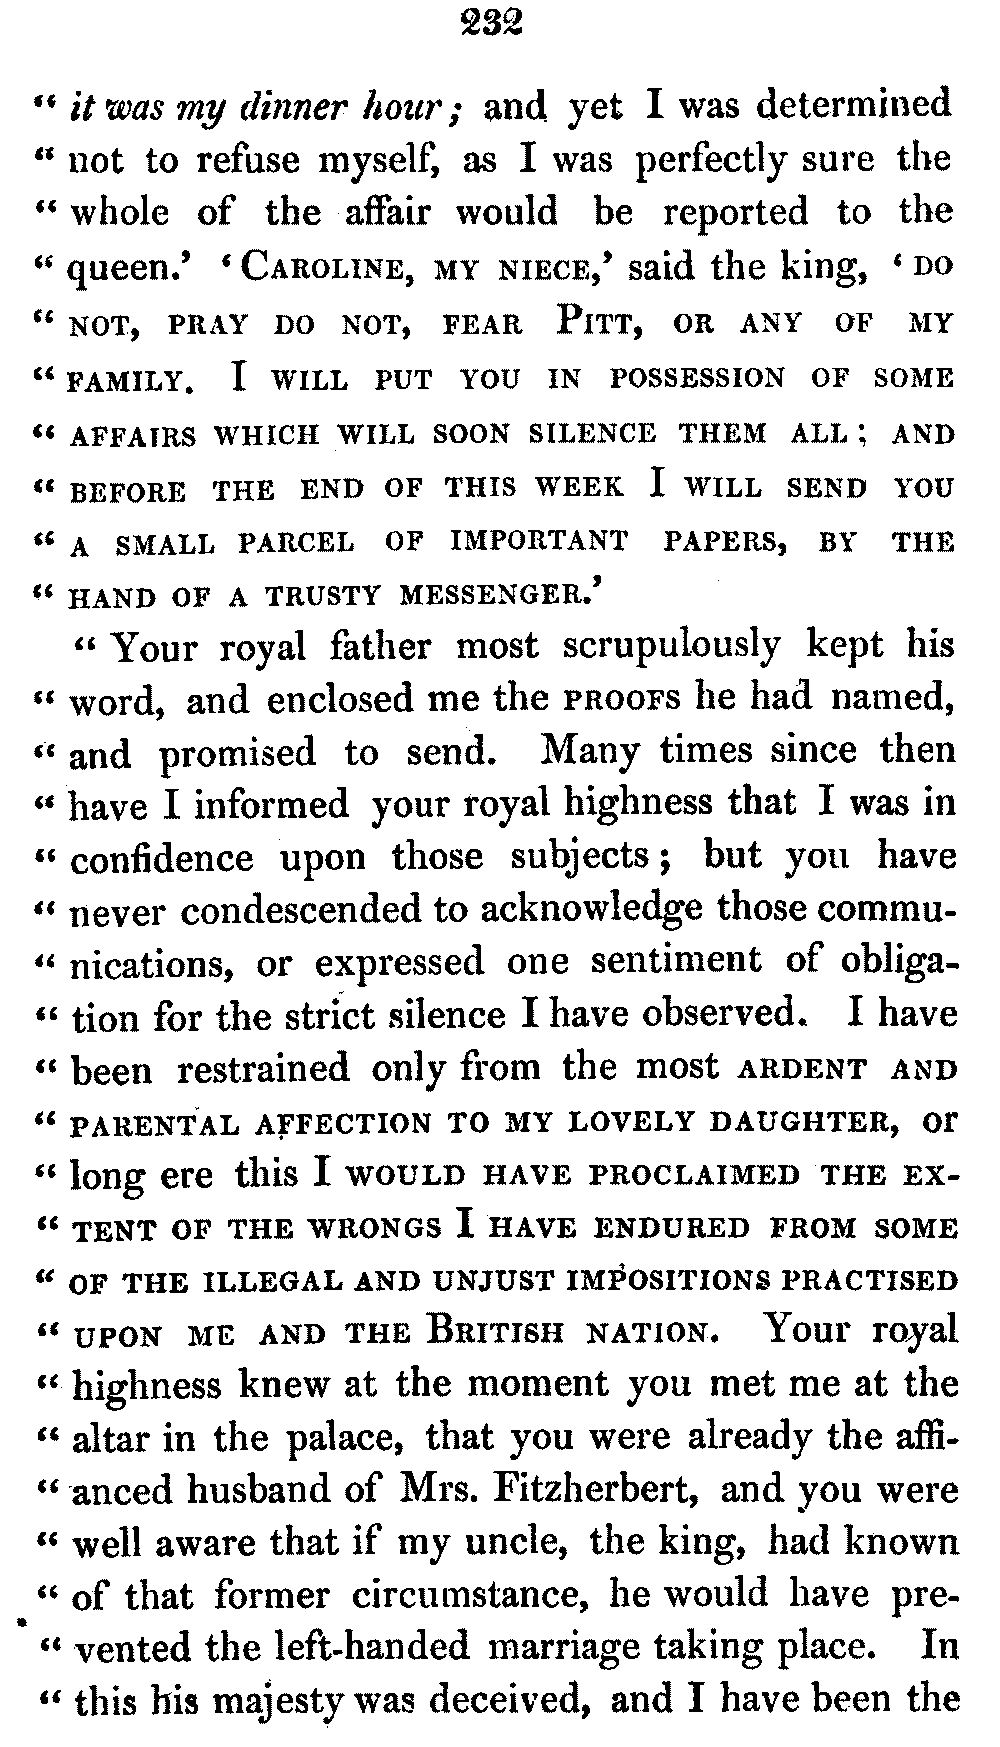 232
“ it was my dinner hour; and yet I was determined
“ not to refuse myself, as I was perfectly sure the
“ whole of the affair would be reported to the
“ queen.’ ‘CAROLINE, MY NIECE,’ said the king, ‘DO
“ NOT, PRAY DO NOT, FEAR PITT, OR ANY OF MY
“ FAMILY. I WILL PUT YOU IN POSSESSION OF SOME
“ AFFAIRS WHICH WILL SOON SILENCE THEM ALL; AND
“ BEFORE THE END OF THIS WEEK I WILL SEND YOU
“ A SMALL PARCEL OF IMPORTANT PAPERS, BY THE
“ HAND OF A TRUSTY MESSENGER.’
“ Your royal father most scrupulously kept his
“ word, and enclosed me the PROOFS he had named,
“ and promised to send. Many times since then
“ have I informed your royal highness that I was in
“ confidence upon those subjects; but you have
“ never condescended to acknowledge those commu-
“ nications, or expressed one sentiment of obliga-
“ tion for the strict silence I have observed. I have
“ been restrained only from the most ARDENT AND
“ PARENTAL AFFECTION TO MY LOVELY DAUGHTER, or
“ long ere this I WOULD HAVE PROCLAIMED THE EX-
“ TENT OF THE WRONGS I HAVE ENDURED FROM SOME
“ OF THE ILLEGAL AND UNJUST IMPOSITIONS PRACTISED
“ UPON ME AND THE BRITISH NATION. Your royal
“ highness knew at the moment you met me at the
“ altar in the palace, that you were already the affi-
“ anced husband of Mrs. Fitzherbert, and you were
“ well aware that if my uncle, the king, had known
“ of that former circumstance, he would have pre-
“ vented the left-handed marriage taking place. In
“ this his majesty was deceived, and I have been the